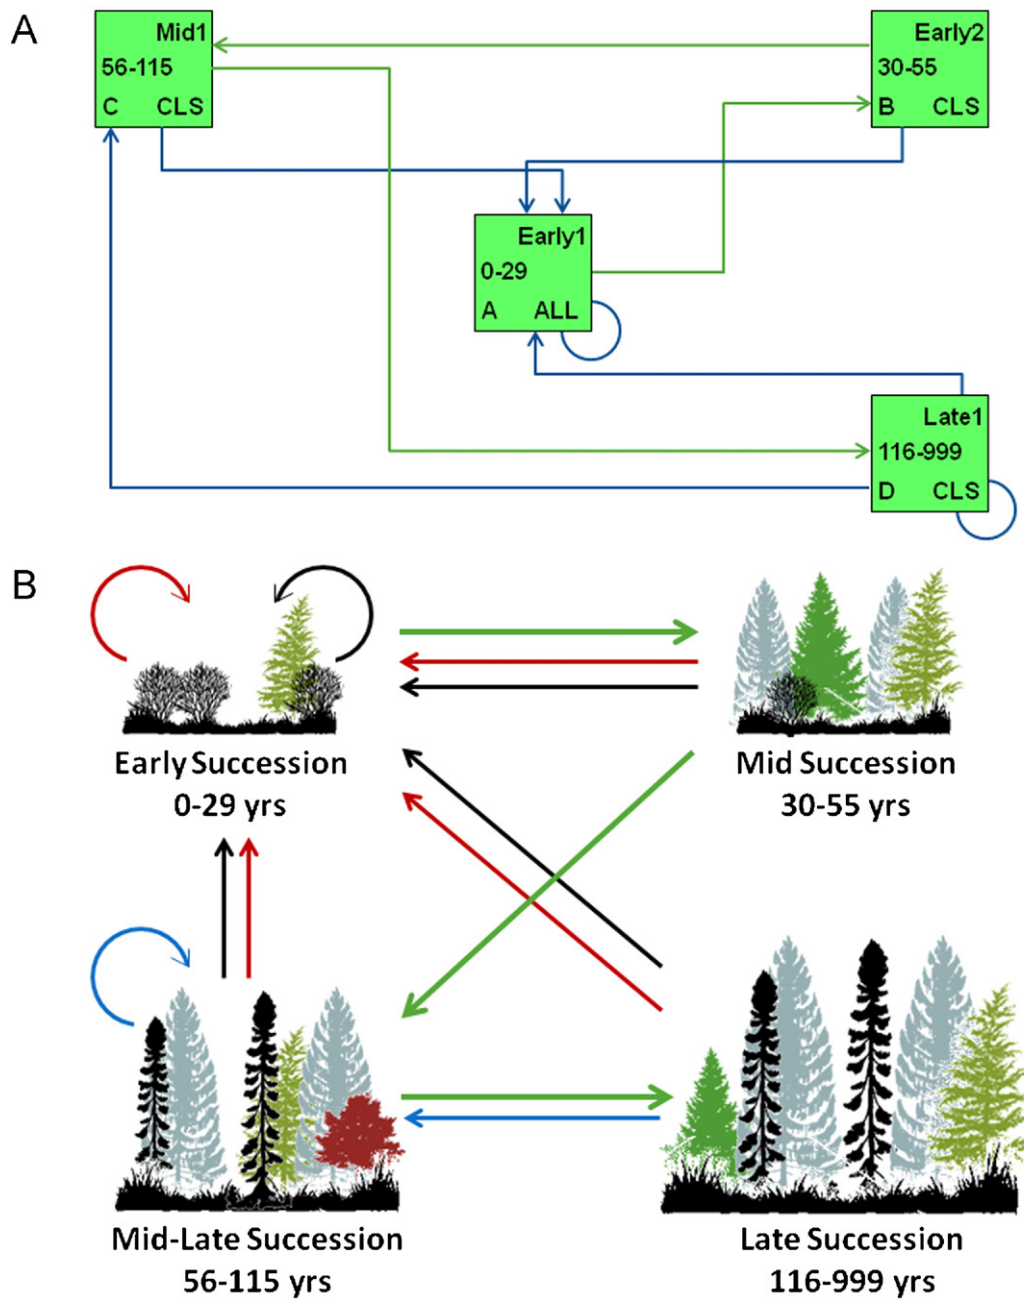 A
Mid1
56-115
C CLS
Early2
30-55
B CLS
Early1
0-29
A ALL
Late1
116-999
D CLS
B
Early Succession
0-29 yrs
Mid Succession
30-55 yrs
Mid-Late Succession
56-115 yrs
Late Succession
116-999 yrs